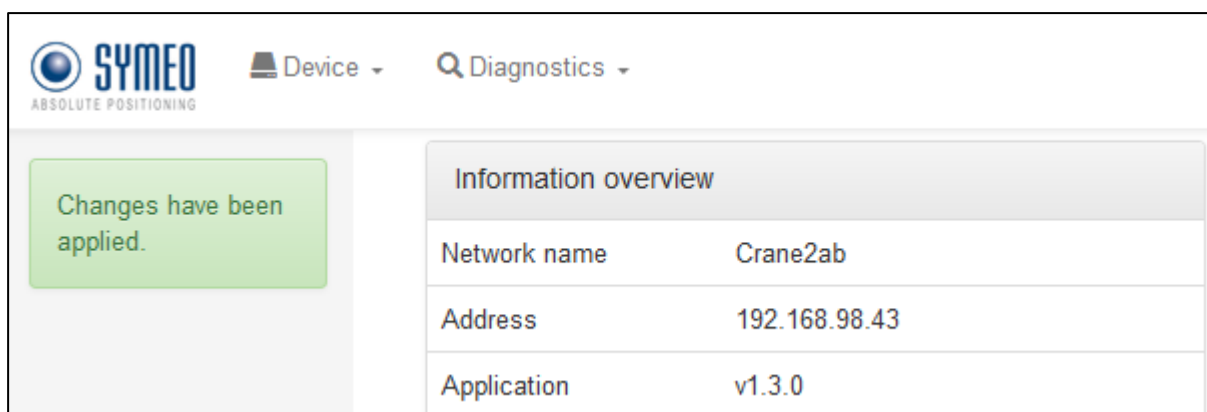 SYMEO
ABSOLUTE POSITIONING
Device
Diagnostics
Changes have been
applied.
Information overview
Network name Crane2ab
Address 192.168.98.43
Application v1.3.0